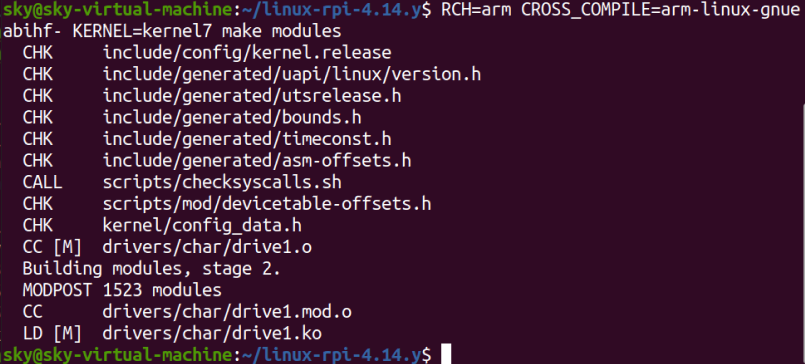 sky@sky-virtual-machine:~/linux-rpi-4.14.y$ RCH=arm CROSS_COMPILE=arm-linux-gnue
abihf- KERNEL=kernel7 make modules
  CHK     include/config/kernel.release
  CHK     include/generated/uapi/linux/version.h
  CHK     include/generated/utsrelease.h
  CHK     include/generated/bounds.h
  CHK     include/generated/timeconst.h
  CHK     include/generated/asm-offsets.h
  CALL    scripts/checksyscalls.sh
  CHK     scripts/mod/devicetable-offsets.h
  CHK     kernel/config_data.h
  CC [M]  drivers/char/drive1.o
  Building modules, stage 2.
  MODPOST 1523 modules
  CC      drivers/char/drive1.mod.o
  LD [M]  drivers/char/drive1.ko
sky@sky-virtual-machine:~/linux-rpi-4.14.y$